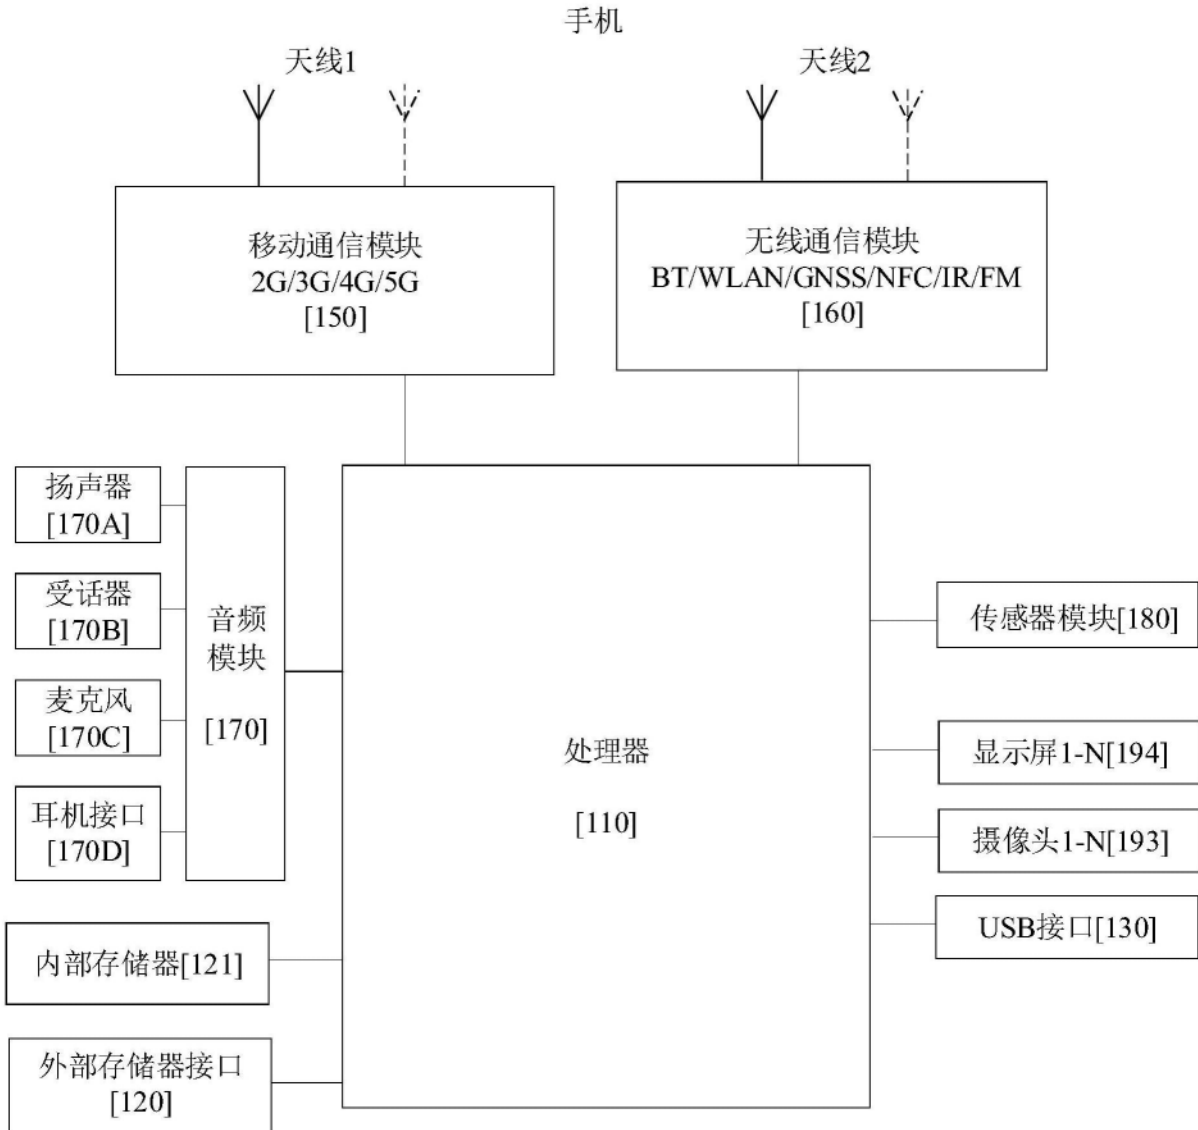 手机
天线1
天线2
移动通信模块
2G/3G/4G/5G
[150]
无线通信模块
BT/WLAN/GNSS/NFC/IR/FM
[160]
扬声器
[170A]
受话器
[170B]
麦克风
[170C]
耳机接口
[170D]
音频
模块
[170]
内部存储器[121]
外部存储器接口
[120]
处理器
[110]
传感器模块[180]
显示屏1-N[194]
摄像头1-N[193]
USB接口[130]